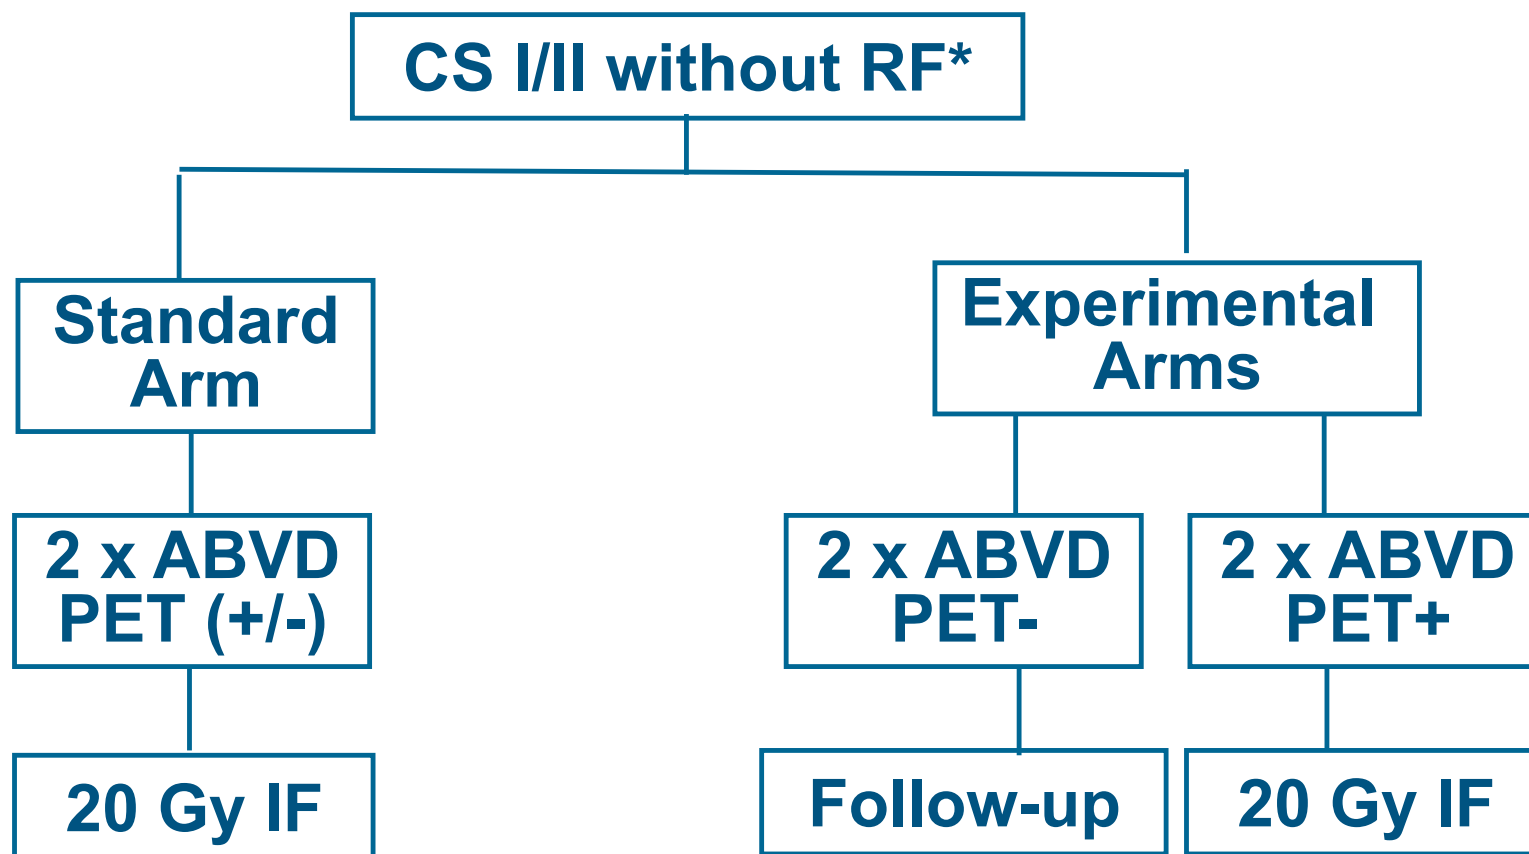 CS I/II without RF*
Standard
Arm
Experimental
Arms
2 x ABVD
PET (+/-)
2 x ABVD
PET-
2 x ABVD
PET+
20 Gy IF
Follow-up
20 Gy IF